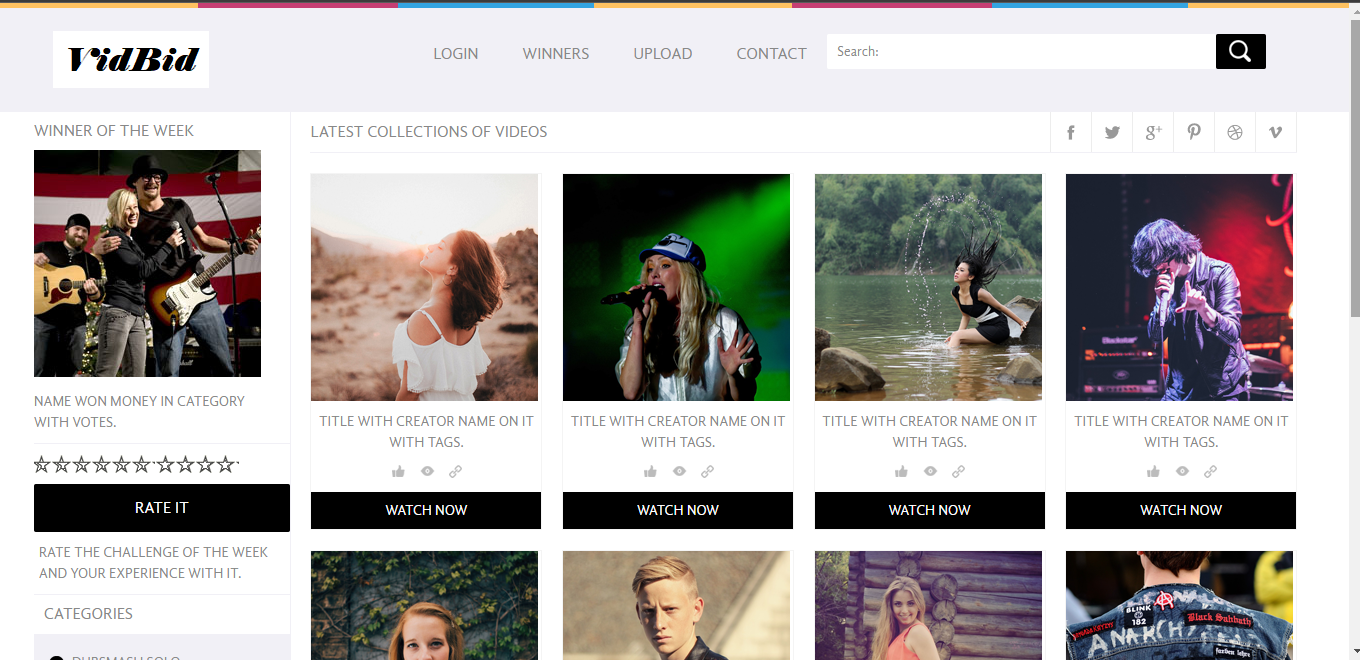 VidBid
LOGIN WINNERS UPLOAD CONTACT Search:
WINNER OF THE WEEK
NAME WON MONEY IN CATEGORY
WITH VOTES.
RATE IT
RATE THE CHALLENGE OF THE WEEK
AND YOUR EXPERIENCE WITH IT.
CATEGORIES
DUBSMASH SOLO
LATEST COLLECTIONS OF VIDEOS
TITLE WITH CREATOR NAME ON IT
WITH TAGS.
WATCH NOW
TITLE WITH CREATOR NAME ON IT
WITH TAGS.
WATCH NOW
TITLE WITH CREATOR NAME ON IT
WITH TAGS.
WATCH NOW
TITLE WITH CREATOR NAME ON IT
WITH TAGS.
WATCH NOW
BLINK
182
Black Sabbath
ANARCH